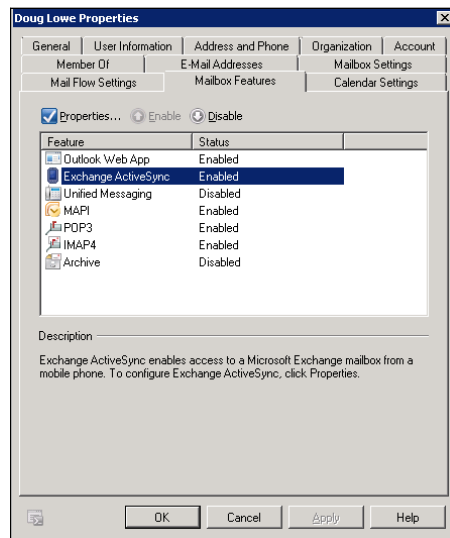 Doug Lowe Properties
General User Information Address and Phone Organization Account
Member Of E-Mail Addresses Mailbox Settings
Mail Flow Settings Mailbox Features Calendar Settings
Properties... Enable Disable
Feature Status
Outlook Web App Enabled
Exchange ActiveSync Enabled
Unified Messaging Disabled
MAPI Enabled
POP3 Enabled
IMAP4 Enabled
Archive Disabled
Description
Exchange ActiveSync enables access to a Microsoft Exchange mailbox from a
mobile phone. To configure Exchange ActiveSync, click Properties.
OK Cancel Apply Help